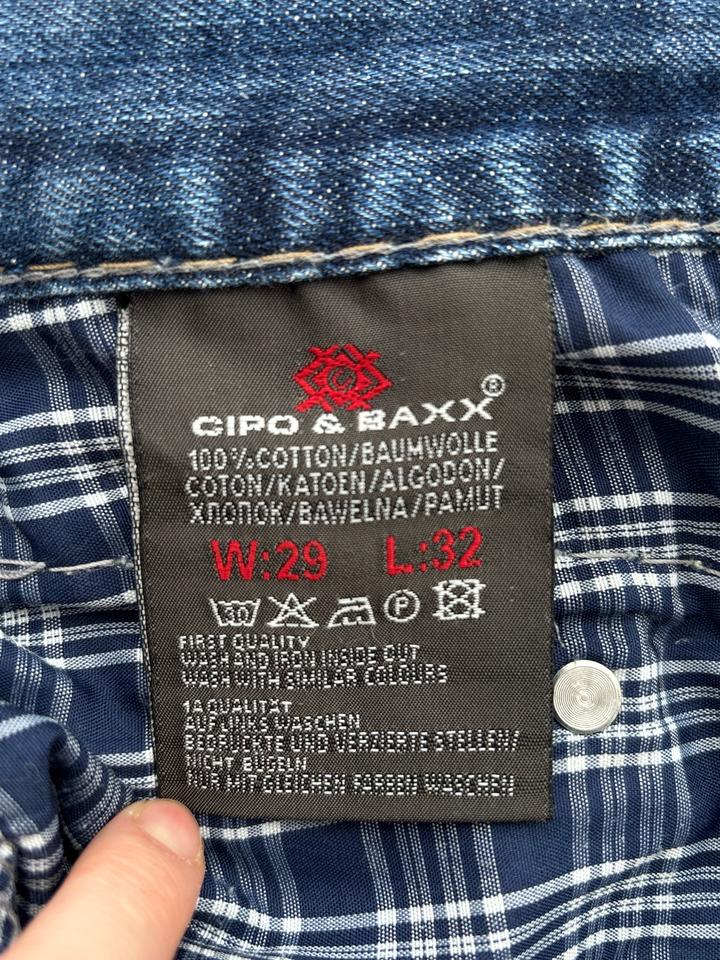 CIPO & BAXX®
100%COTTON/BAUMWOLLE
COTON/KATOEN/ALGODON/
ХЛОПОК/BAWELNA/PAMUT
W:29 L:32
30 P
FIRST QUALITY
WASH AND IRON INSIDE OUT
WASH WITH SIMILAR COLOURS
1A QUALITÄT
AUF LINKS WASCHEN
BEDRUCKTE UND VERZIERTE STELLEN/
NICHT BUGELN
NUR MIT GLEICHEN FARBEN WASCHEN